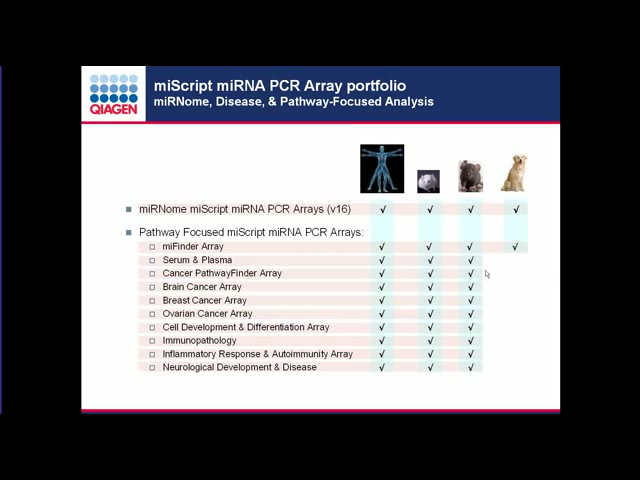 QIAGEN
miScript miRNA PCR Array portfolio
miRNome, Disease, & Pathway-Focused Analysis
miRNome miScript miRNA PCR Arrays (v16) √ √ √ √
Pathway Focused miScript miRNA PCR Arrays:
miFinder Array √ √ √ √
Serum & Plasma √ √ √
Cancer PathwayFinder Array √ √ √
Brain Cancer Array √ √ √
Breast Cancer Array √ √ √
Ovarian Cancer Array √ √ √
Cell Development & Differentiation Array √ √ √
Immunopathology √ √ √
Inflammatory Response & Autoimmunity Array √ √ √
Neurological Development & Disease √ √ √